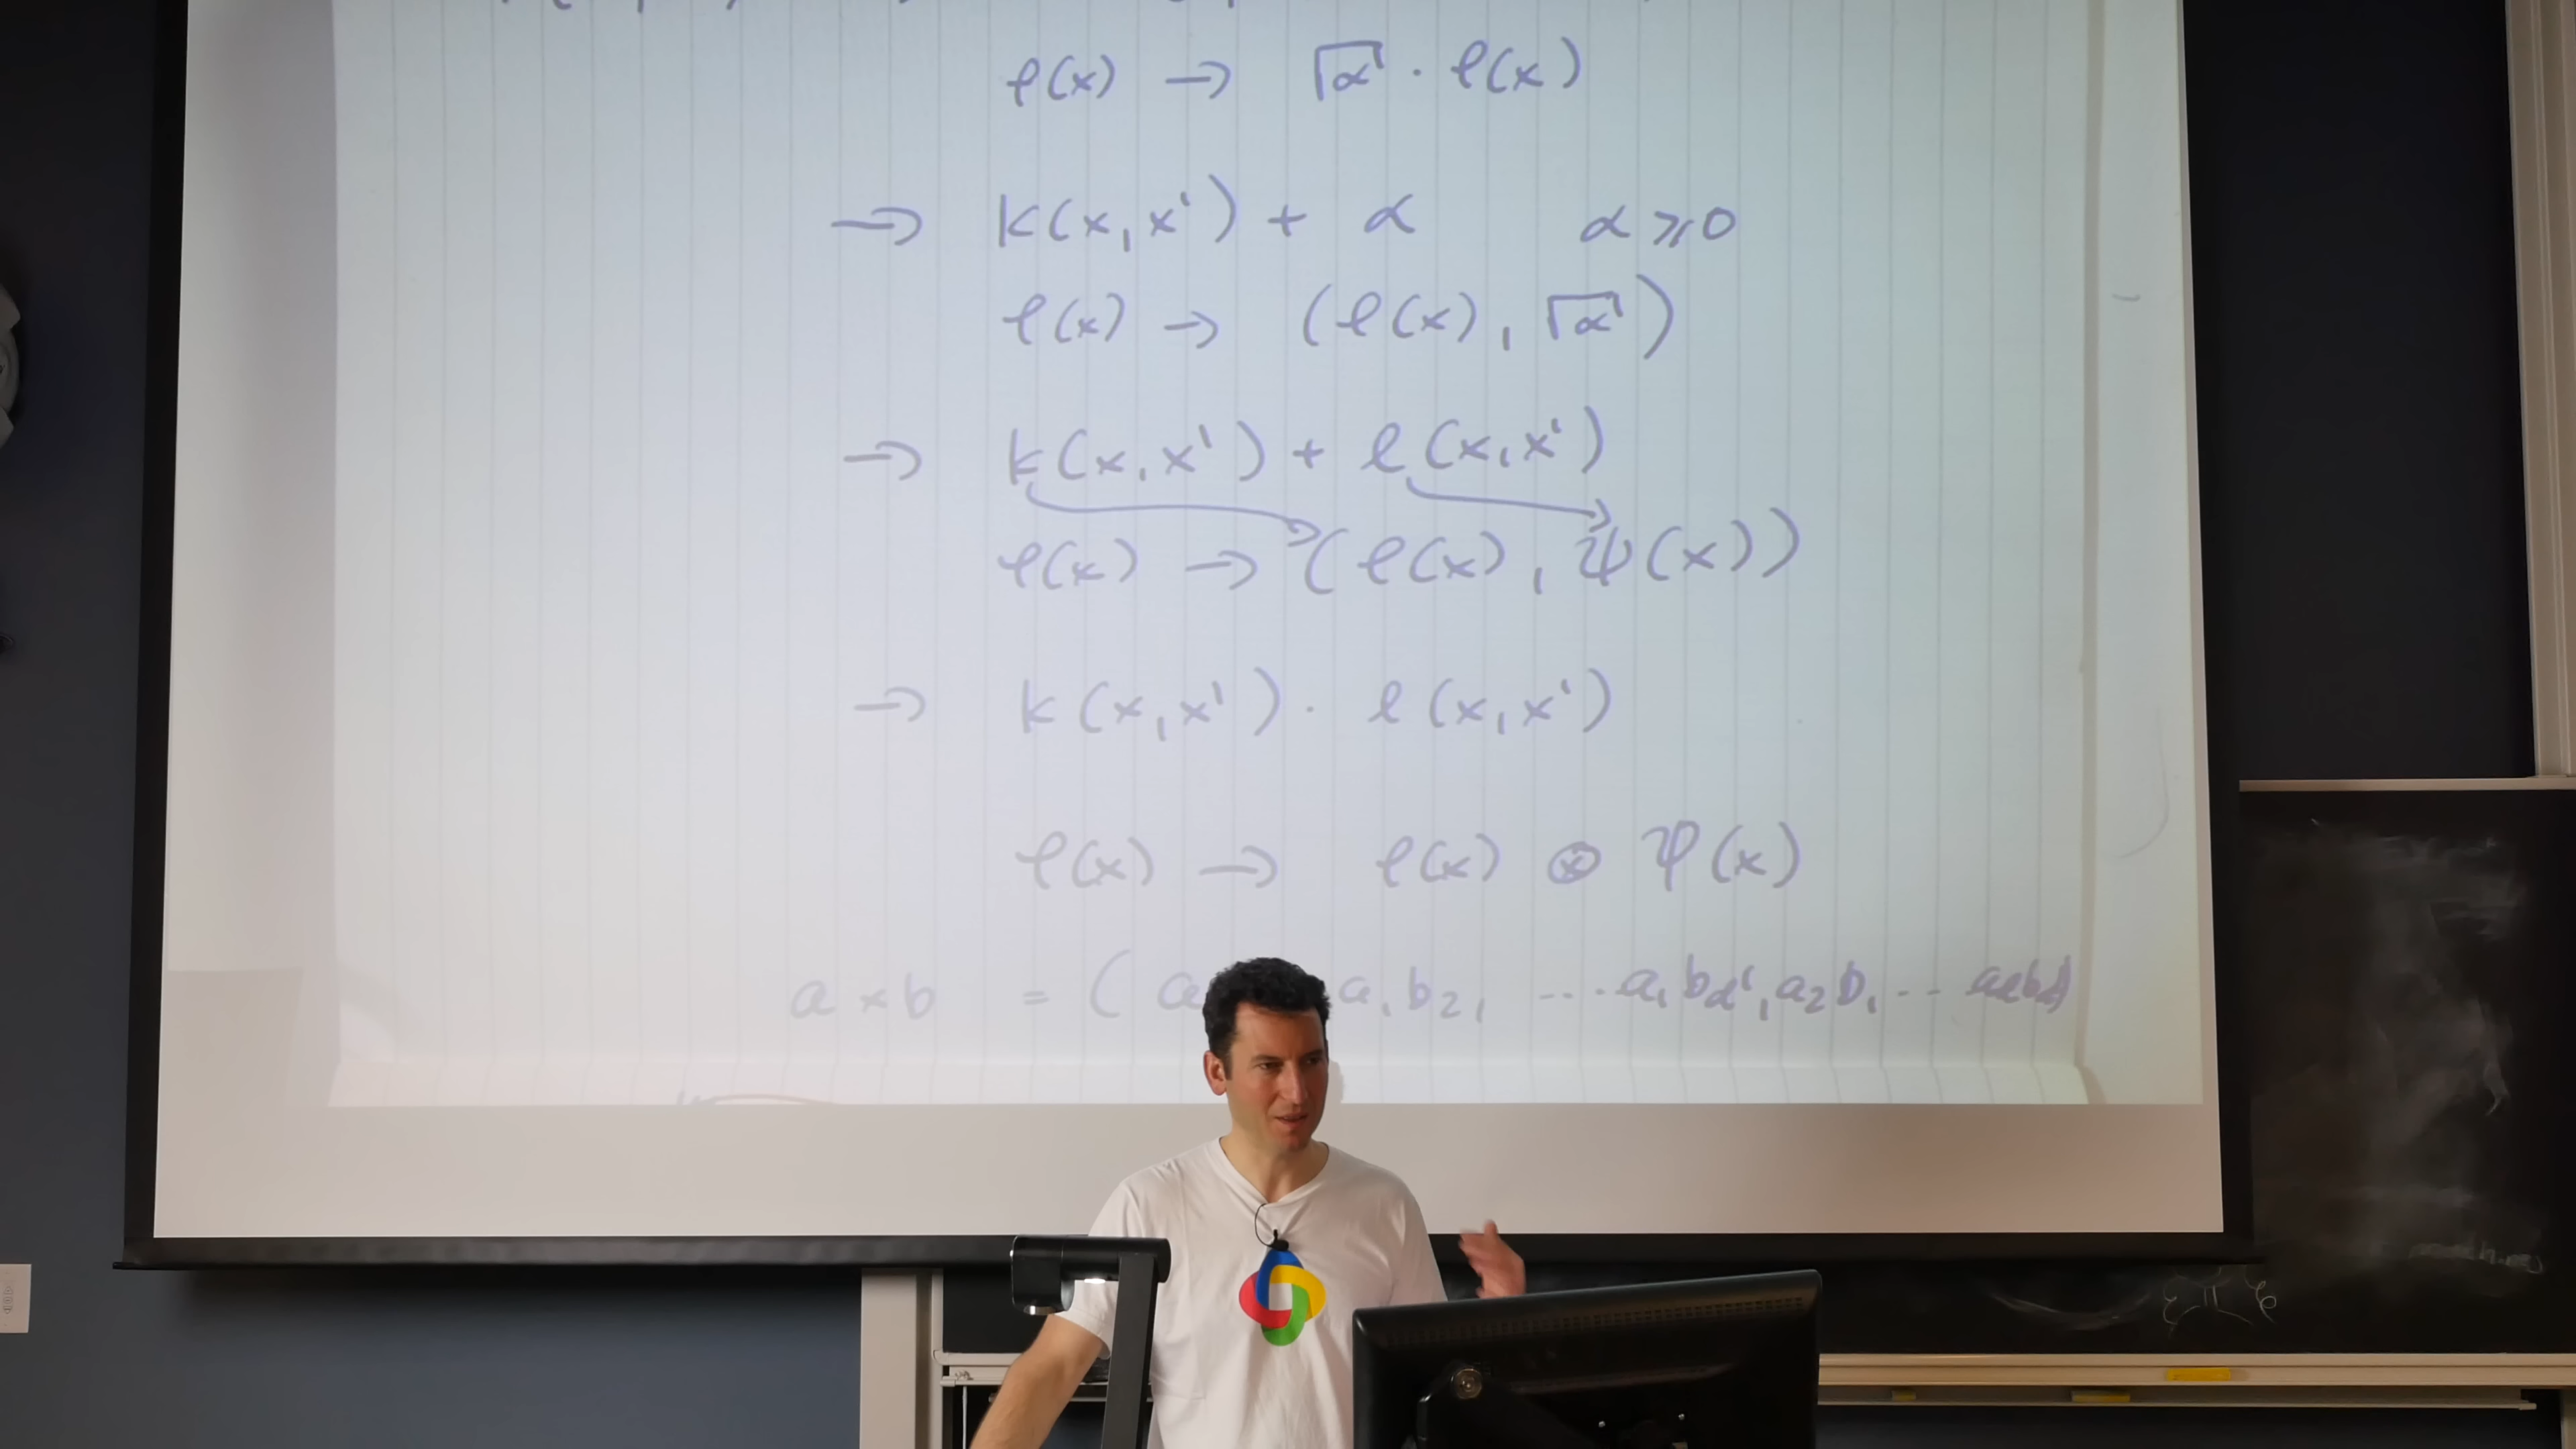 φ(x) → √α · φ(x)
→ k(x, x') + α   α ⩾ 0
φ(x) → (φ(x), √α)
→ k(x, x') + l(x, x')
φ(x) → (φ(x), ψ(x))
→ k(x, x') · l(x, x')
φ(x) → φ(x) ⊗ ψ(x)
a × b = ( a a₁b₂, ... a₁b_d', a₂b₁ ...